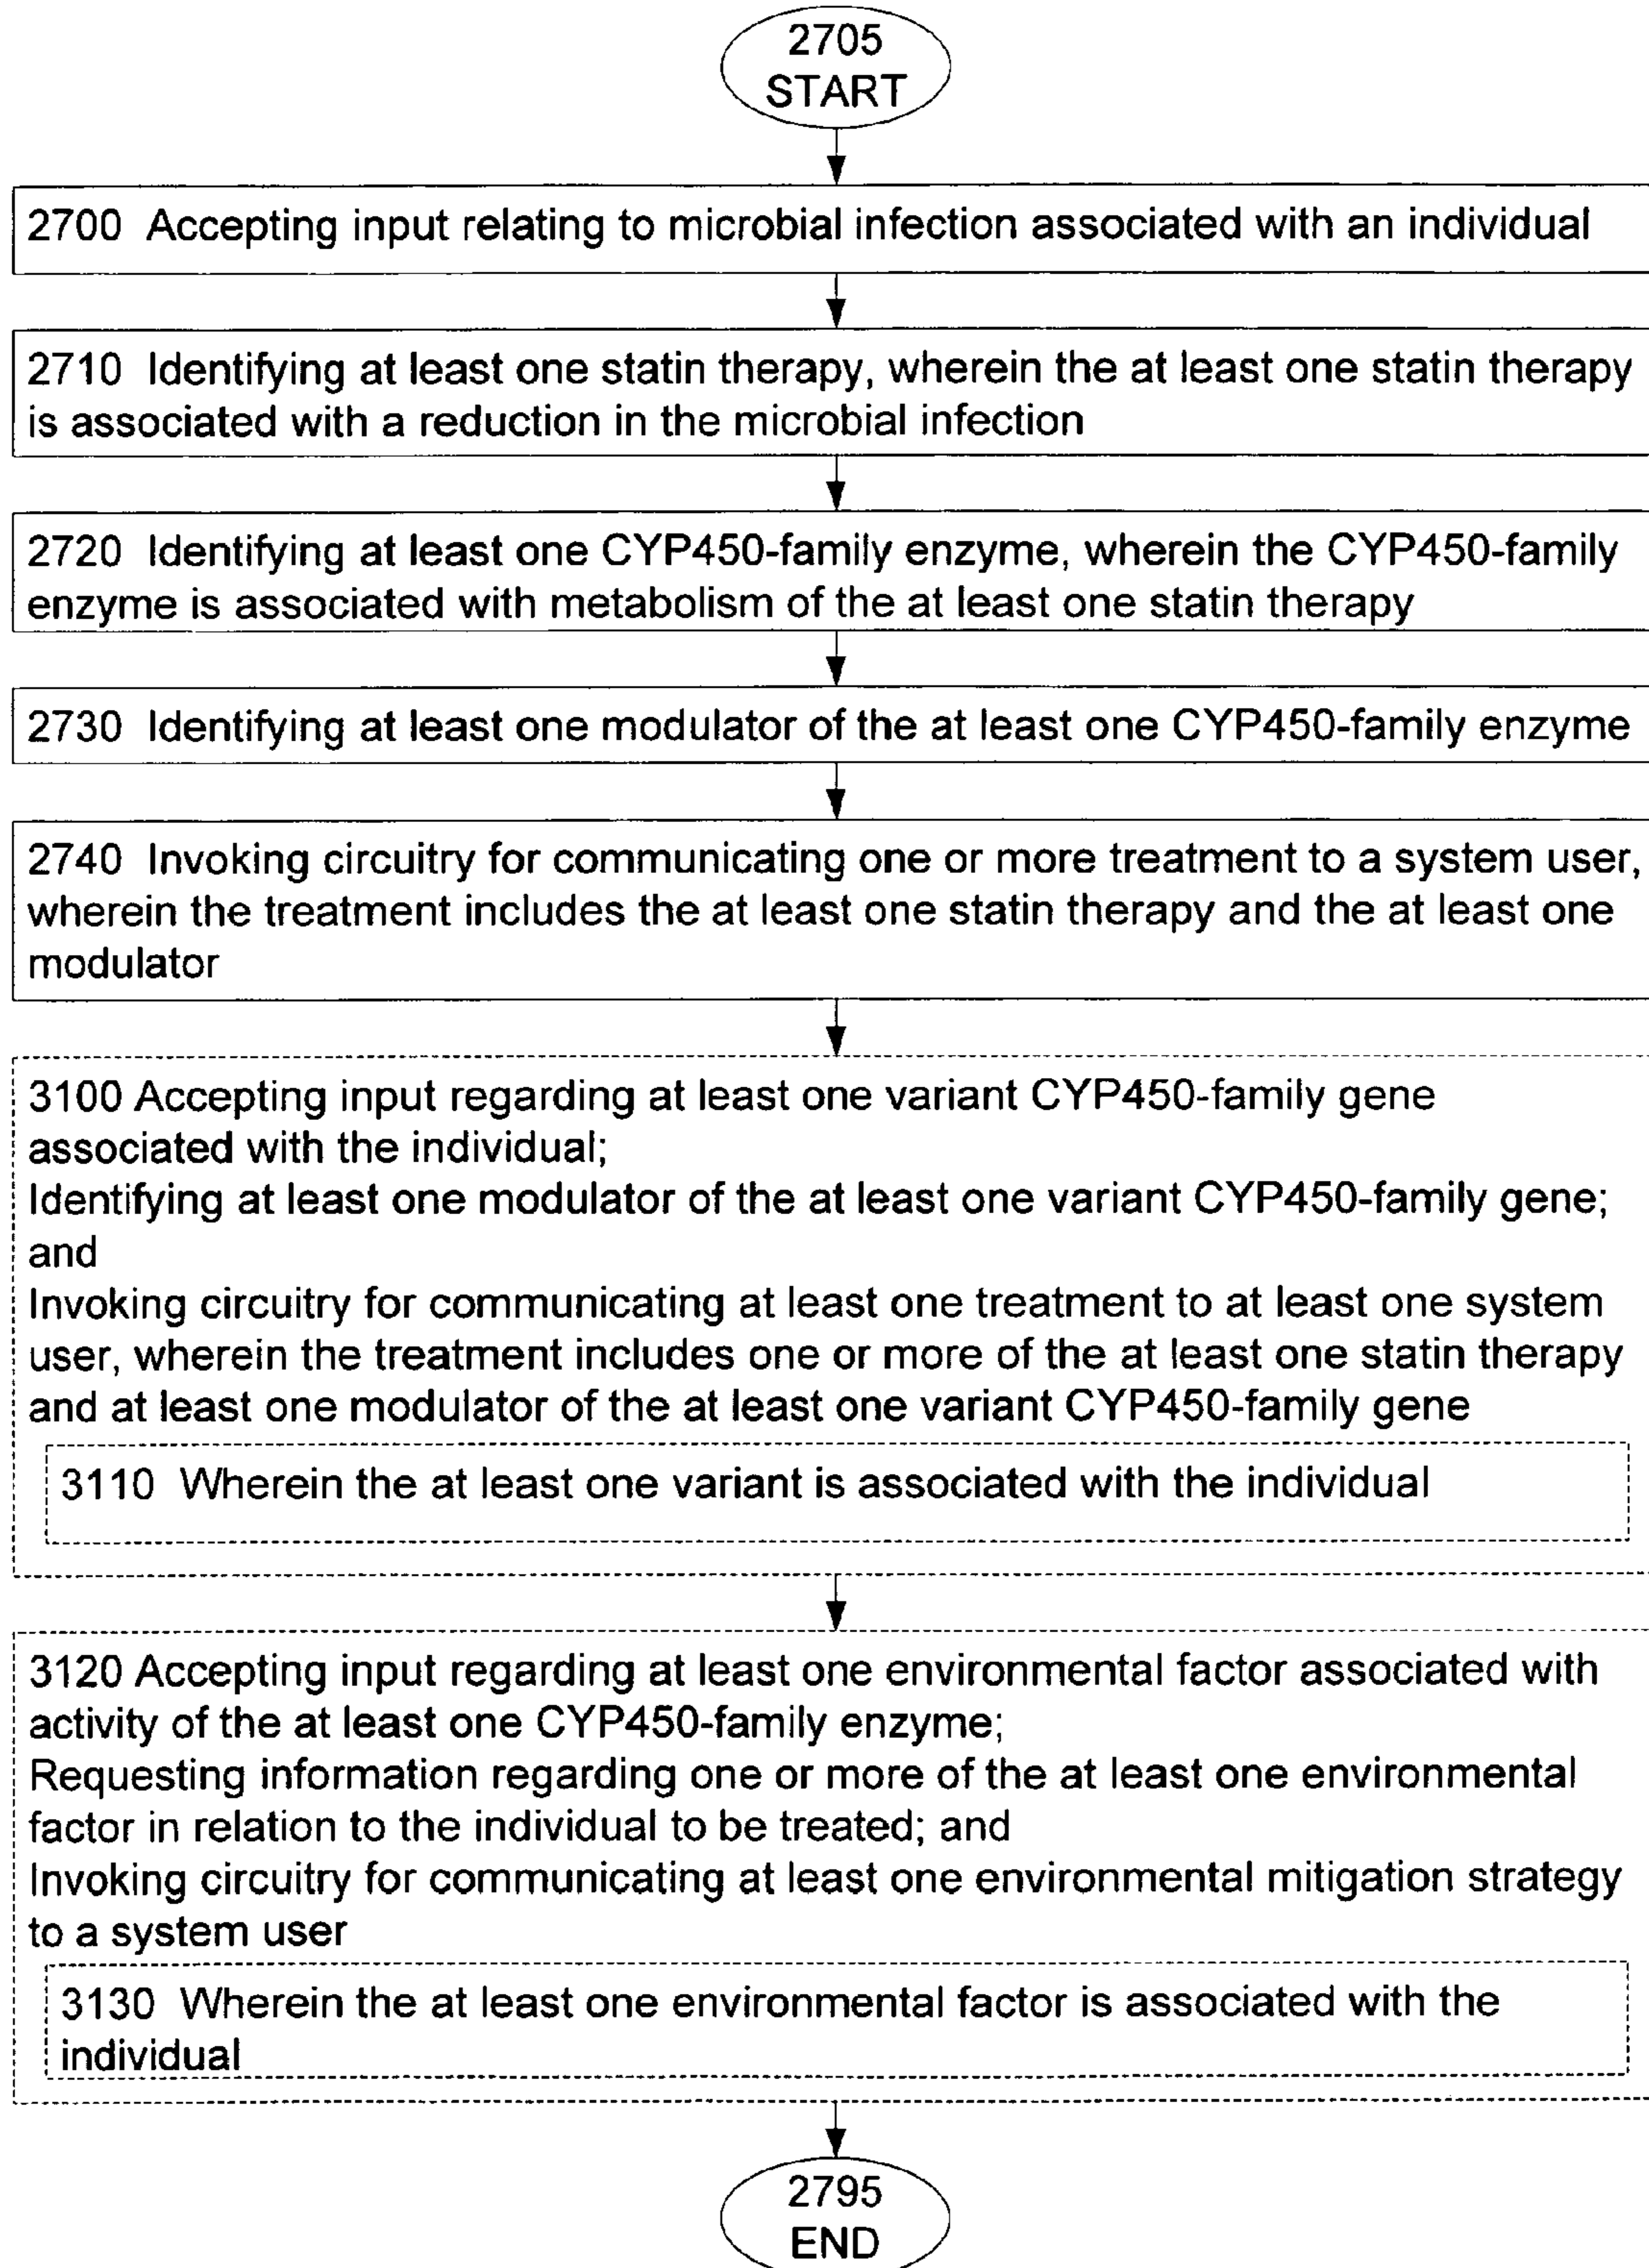 2705
START
2700 Accepting input relating to microbial infection associated with an individual
2710 Identifying at least one statin therapy, wherein the at least one statin therapy
is associated with a reduction in the microbial infection
2720 Identifying at least one CYP450-family enzyme, wherein the CYP450-family
enzyme is associated with metabolism of the at least one statin therapy
2730 Identifying at least one modulator of the at least one CYP450-family enzyme
2740 Invoking circuitry for communicating one or more treatment to a system user,
wherein the treatment includes the at least one statin therapy and the at least one
modulator
3100 Accepting input regarding at least one variant CYP450-family gene
associated with the individual;
Identifying at least one modulator of the at least one variant CYP450-family gene;
and
Invoking circuitry for communicating at least one treatment to at least one system
user, wherein the treatment includes one or more of the at least one statin therapy
and at least one modulator of the at least one variant CYP450-family gene
3110 Wherein the at least one variant is associated with the individual
3120 Accepting input regarding at least one environmental factor associated with
activity of the at least one CYP450-family enzyme;
Requesting information regarding one or more of the at least one environmental
factor in relation to the individual to be treated; and
Invoking circuitry for communicating at least one environmental mitigation strategy
to a system user
3130 Wherein the at least one environmental factor is associated with the
individual
2795
END